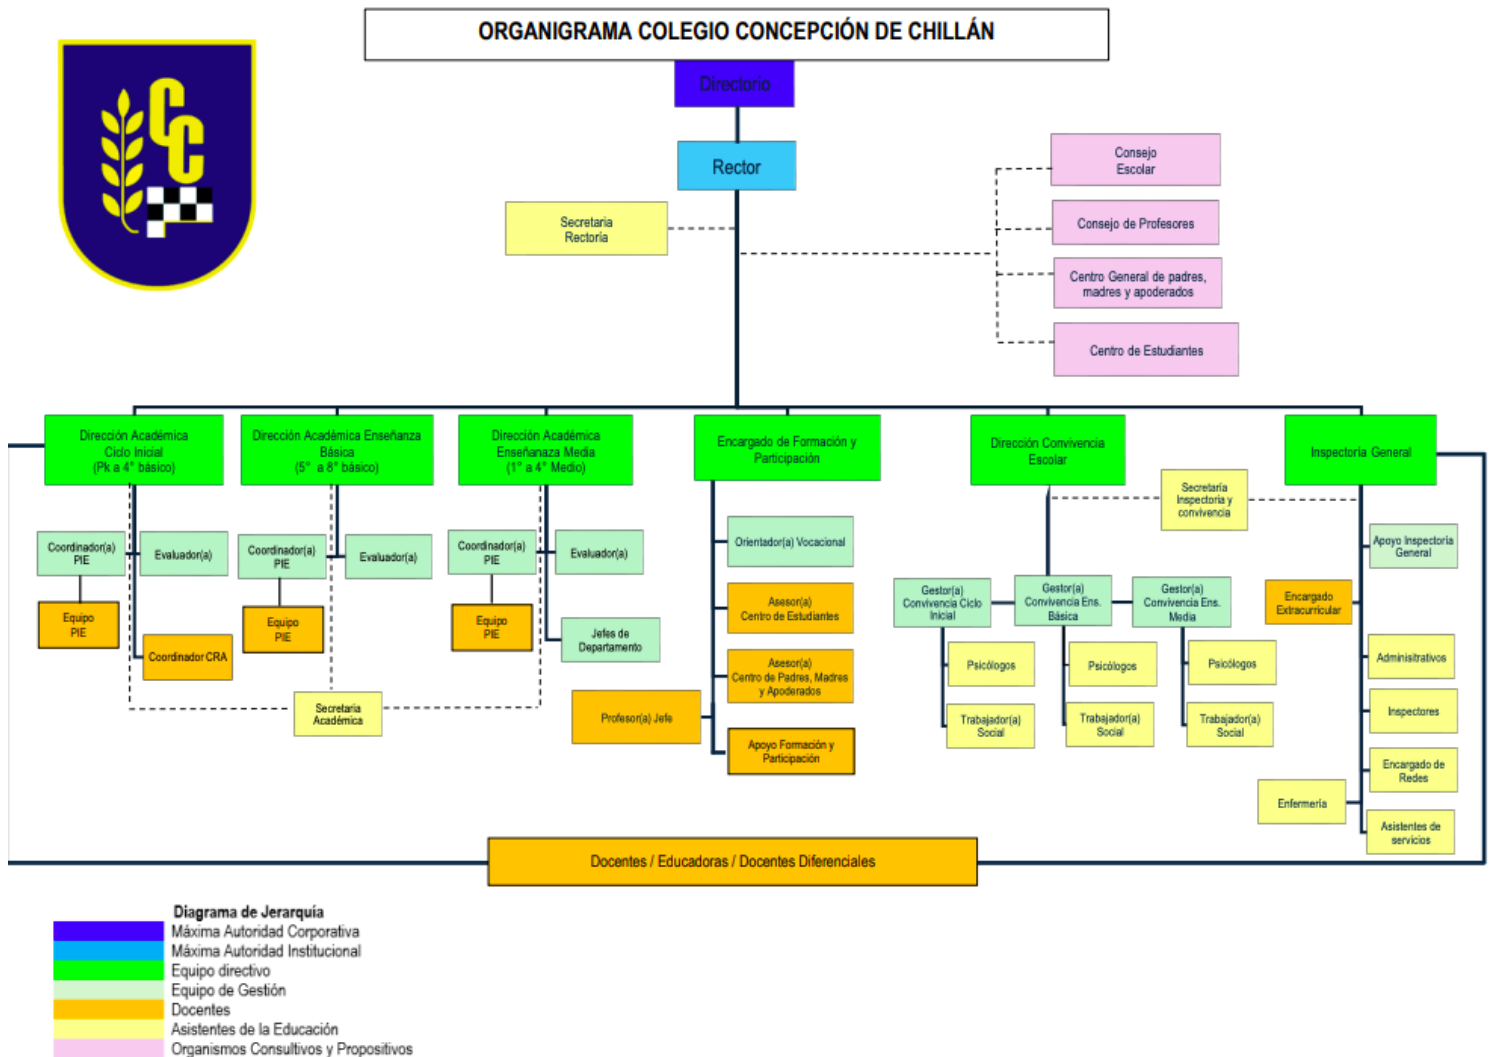 ORGANIGRAMA COLEGIO CONCEPCIÓN DE CHILLÁN
CC
Directorio
Rector
Secretaria
Rectoría
Consejo
Escolar
Consejo de Profesores
Centro General de padres,
madres y apoderados
Centro de Estudiantes
Dirección Académica
Ciclo Inicial
(Pk a 4° básico)
Dirección Académica Enseñanza
Básica
(5° a 8° básico)
Dirección Académica
Enseñanaza Media
(1° a 4° Medio)
Encargado de Formación y
Participación
Dirección Convivencia
Escolar
Inspectoría General
Secretaría
Inspectoria y
convivencia
Coordinador(a)
PIE
Evaluador(a)
Equipo
PIE
Coordinador CRA
Coordinador(a)
PIE
Evaluador(a)
Equipo
PIE
Coordinador(a)
PIE
Evaluador(a)
Equipo
PIE
Jefes de
Departamento
Secretaria
Académica
Orientador(a) Vocacional
Asesor(a)
Centro de Estudiantes
Asesor(a)
Centro de Padres, Madres
y Apoderados
Profesor(a) Jefe
Apoyo Formación y
Participación
Gestor(a)
Convivencia Ciclo
Inicial
Gestor(a)
Convivencia Ens.
Básica
Gestor(a)
Convivencia Ens.
Media
Psicólogos
Psicólogos
Psicólogos
Trabajador(a)
Social
Trabajador(a)
Social
Trabajador(a)
Social
Apoyo Inspectoría
General
Encargado
Extracurricular
Adminisitrativos
Inspectores
Encargado de
Redes
Enfermería
Asistentes de
servicios
Docentes / Educadoras / Docentes Diferenciales
Diagrama de Jerarquía
Máxima Autoridad Corporativa
Máxima Autoridad Institucional
Equipo directivo
Equipo de Gestión
Docentes
Asistentes de la Educación
Organismos Consultivos y Propositivos